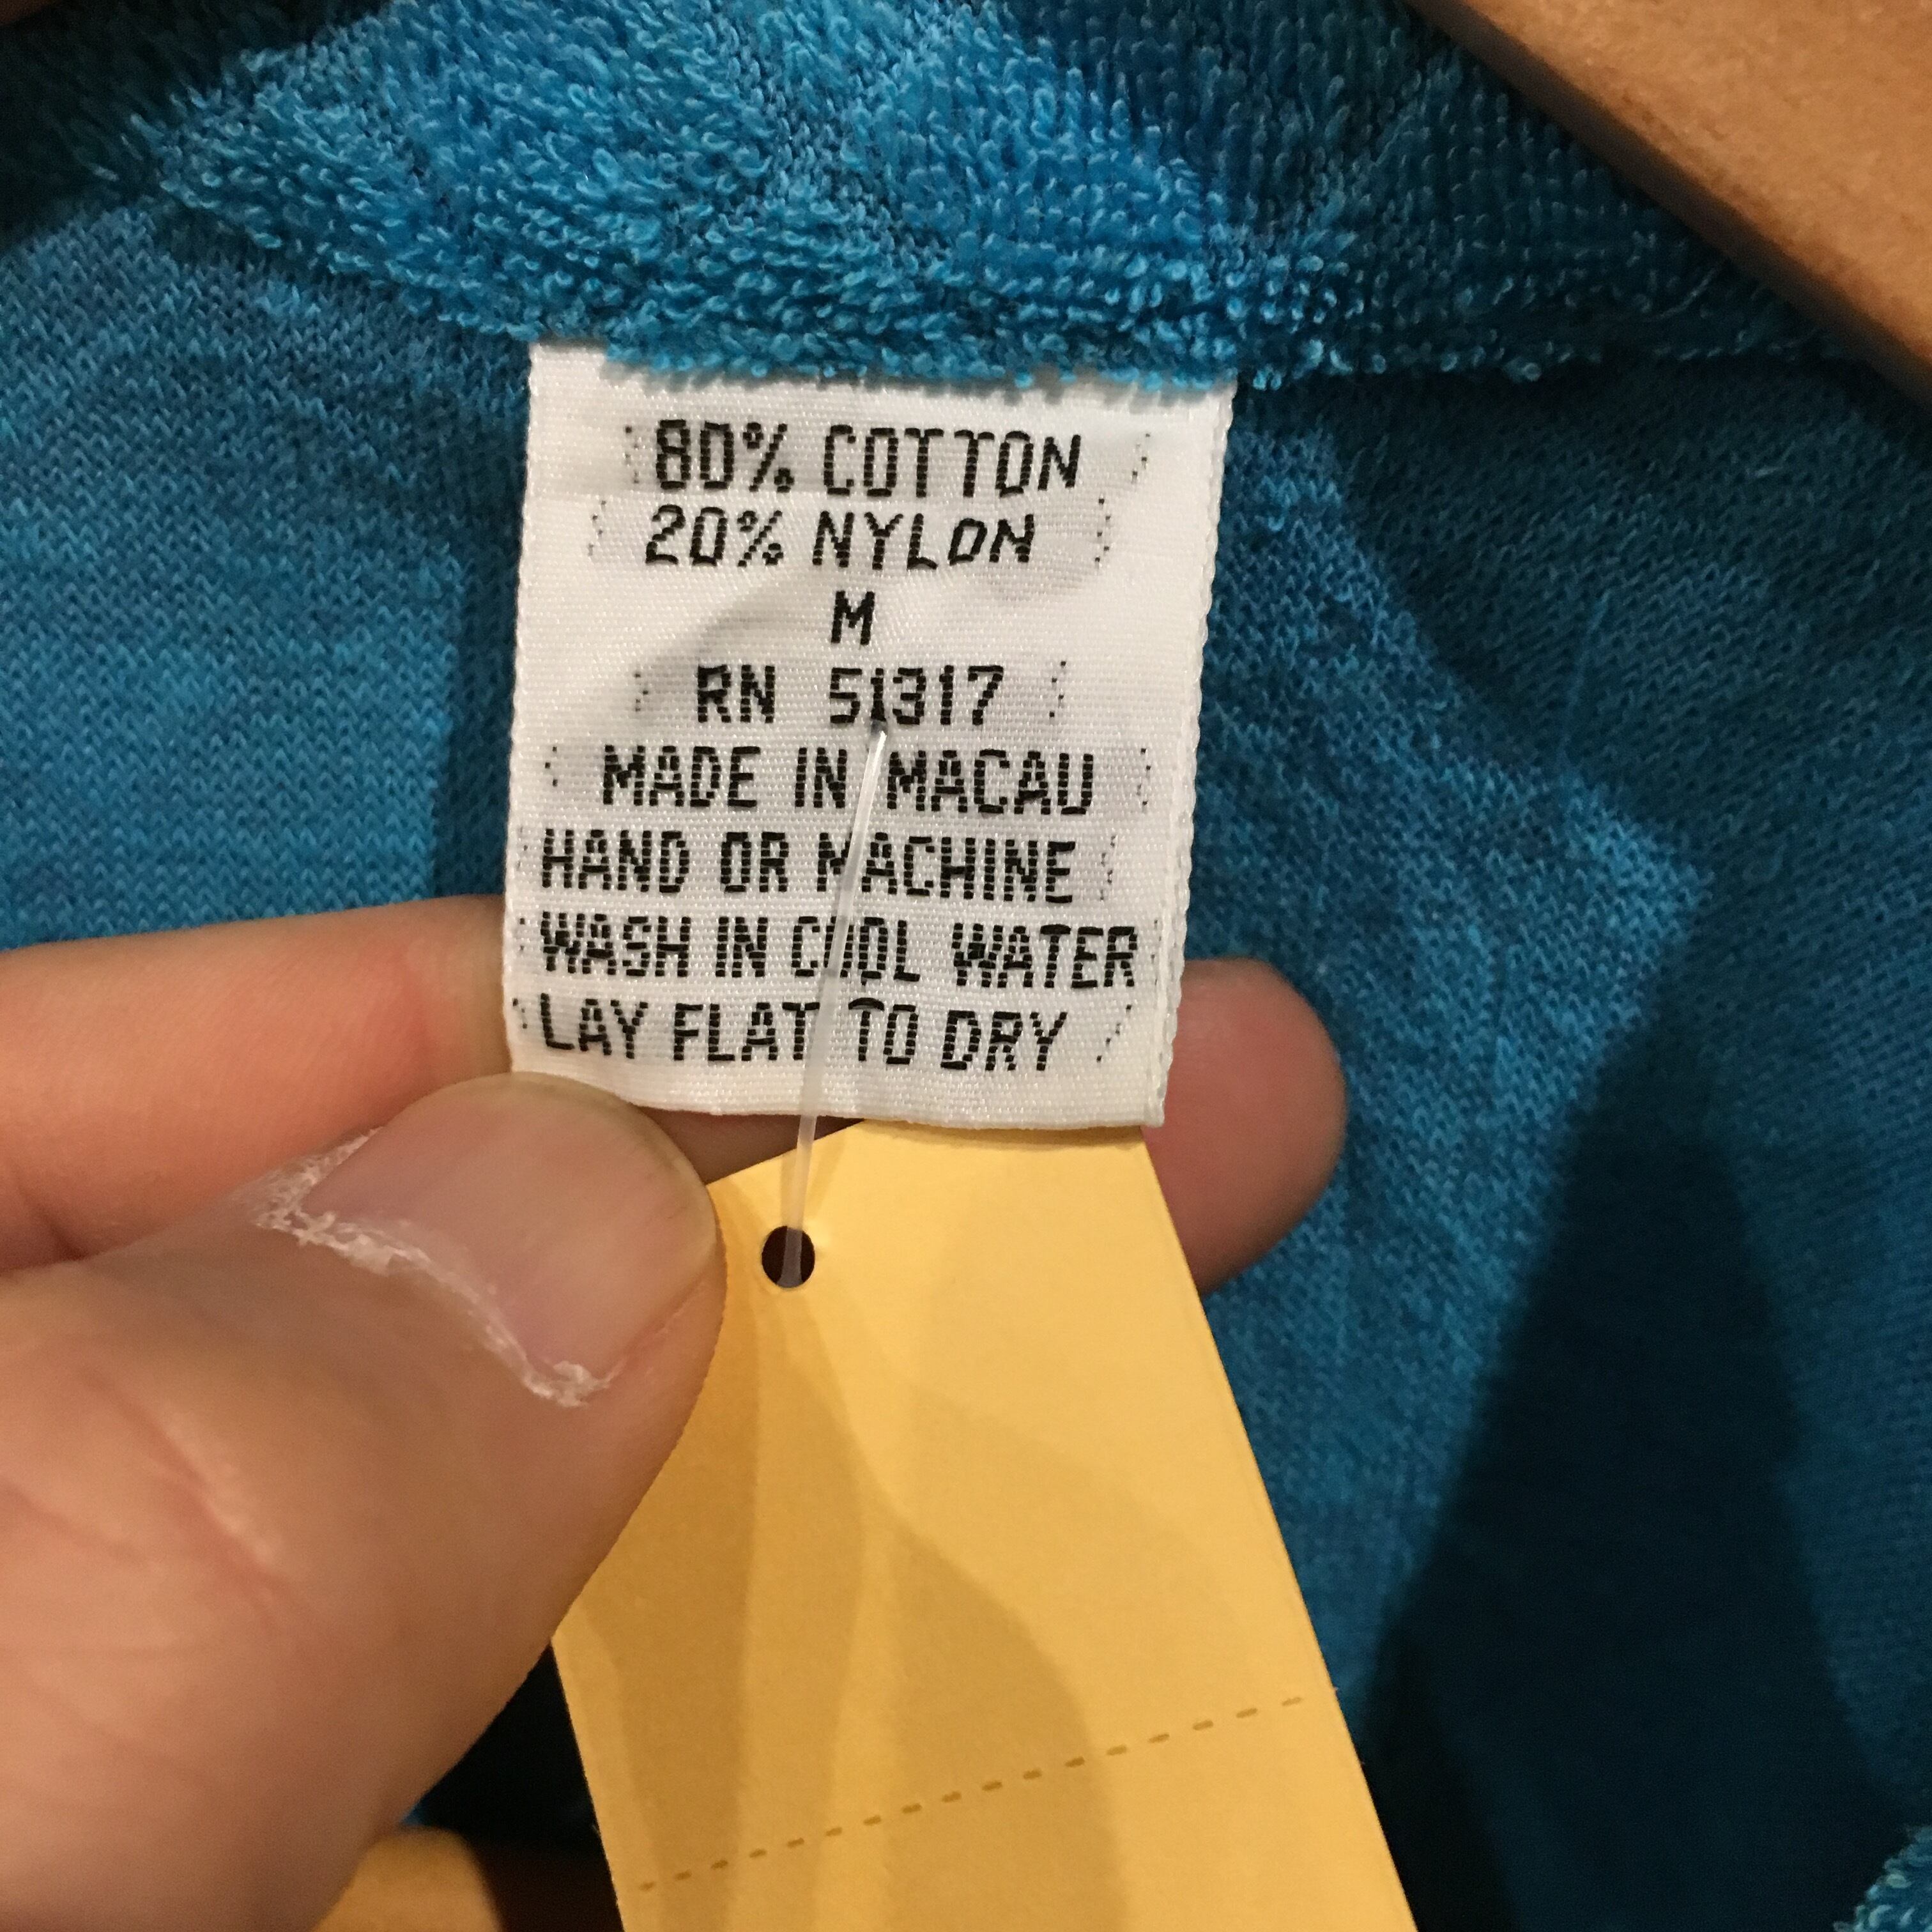 80% COTTON
20% NYLON
M
RN 51317
MADE IN MACAU
HAND OR MACHINE
WASH IN COOL WATER
LAY FLAT TO DRY